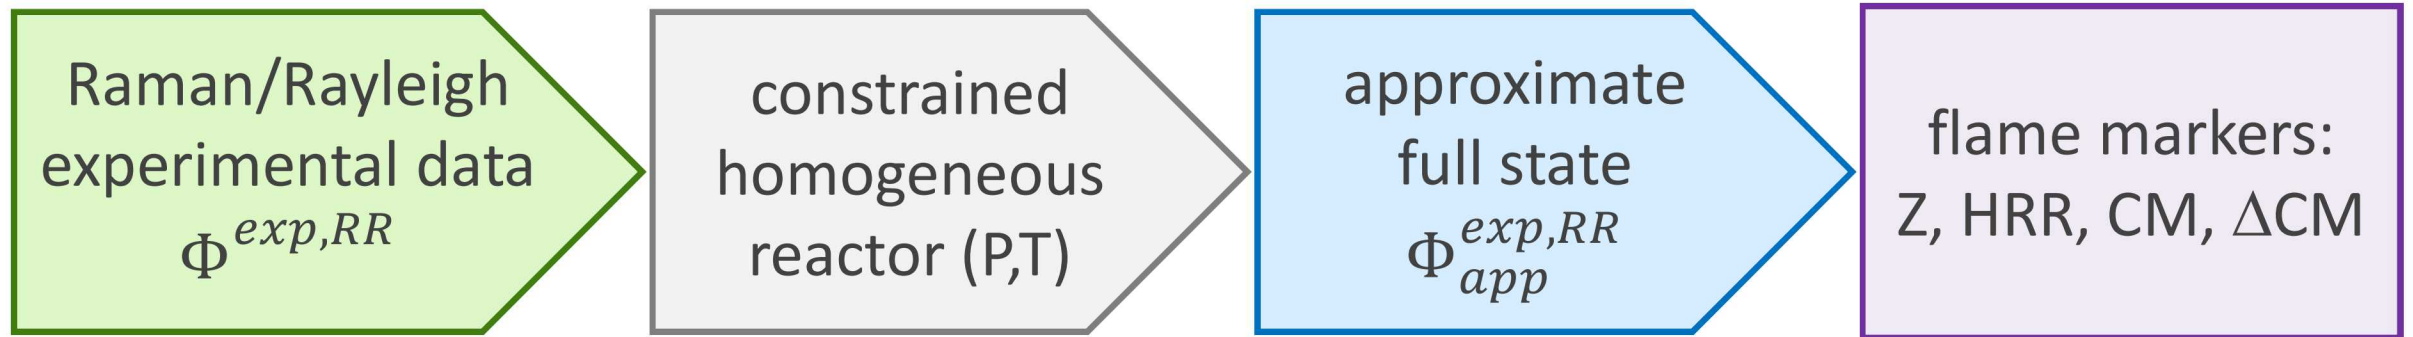 Raman/Rayleigh
experimental data
Φ^{exp,RR}
constrained
homogeneous
reactor (P,T)
approximate
full state
Φ_{app}^{exp,RR}
flame markers:
Z, HRR, CM, ΔCM